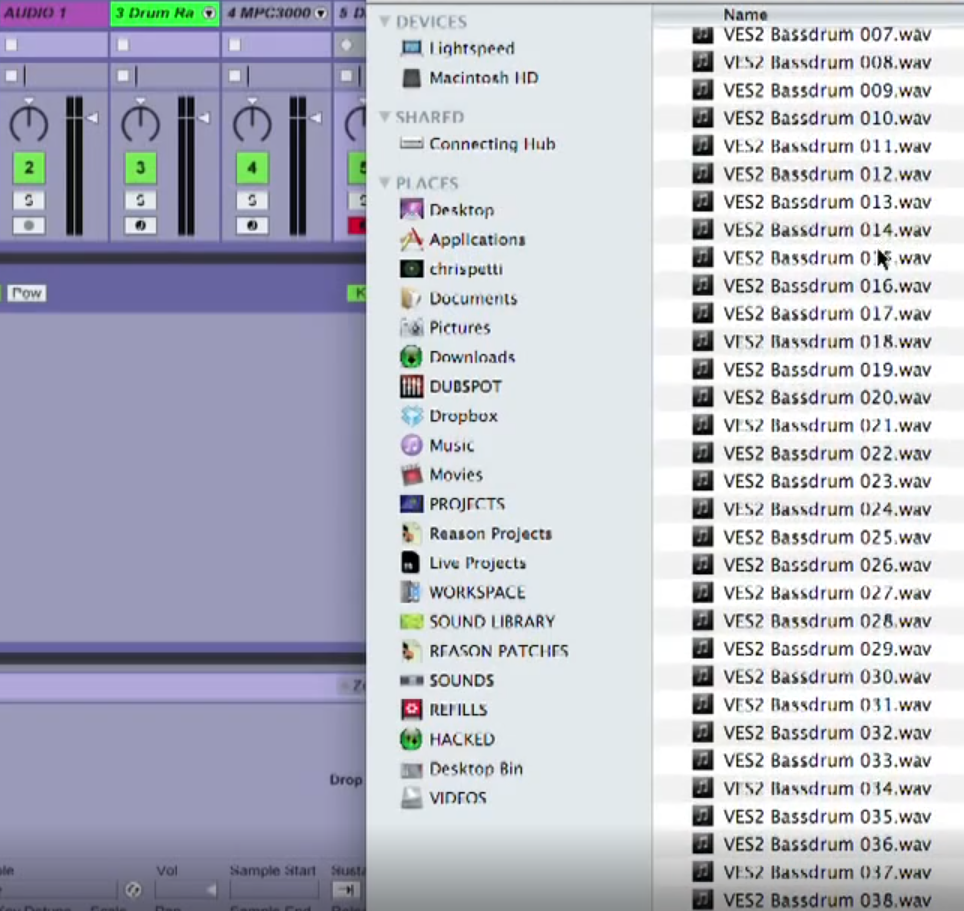 AUDIO 1
3 Drum Ra
4 MPC3000
5 D
2
3
4
5
S
S
S
S
Pow
K
Drop
Vol
Sample Start
Susta
Sample End
DEVICES
Lightspeed
Macintosh HD
SHARED
Connecting Hub
PLACES
Desktop
Applications
chrispetti
Documents
Pictures
Downloads
DUBSPOT
Dropbox
Music
Movies
PROJECTS
Reason Projects
Live Projects
WORKSPACE
SOUND LIBRARY
REASON PATCHES
SOUNDS
REFILLS
HACKED
Desktop Bin
VIDEOS
Name
VES2 Bassdrum 007.wav
VES2 Bassdrum 008.wav
VES2 Bassdrum 009.wav
VES2 Bassdrum 010.wav
VES2 Bassdrum 011.wav
VES2 Bassdrum 012.wav
VES2 Bassdrum 013.wav
VES2 Bassdrum 014.wav
VES2 Bassdrum 015.wav
VES2 Bassdrum 016.wav
VES2 Bassdrum 017.wav
VES2 Bassdrum 018.wav
VES2 Bassdrum 019.wav
VES2 Bassdrum 020.wav
VES2 Bassdrum 021.wav
VES2 Bassdrum 022.wav
VES2 Bassdrum 023.wav
VES2 Bassdrum 024.wav
VES2 Bassdrum 025.wav
VES2 Bassdrum 026.wav
VES2 Bassdrum 027.wav
VES2 Bassdrum 028.wav
VES2 Bassdrum 029.wav
VES2 Bassdrum 030.wav
VES2 Bassdrum 031.wav
VES2 Bassdrum 032.wav
VES2 Bassdrum 033.wav
VES2 Bassdrum 034.wav
VES2 Bassdrum 035.wav
VES2 Bassdrum 036.wav
VES2 Bassdrum 037.wav
VES2 Bassdrum 038.wav